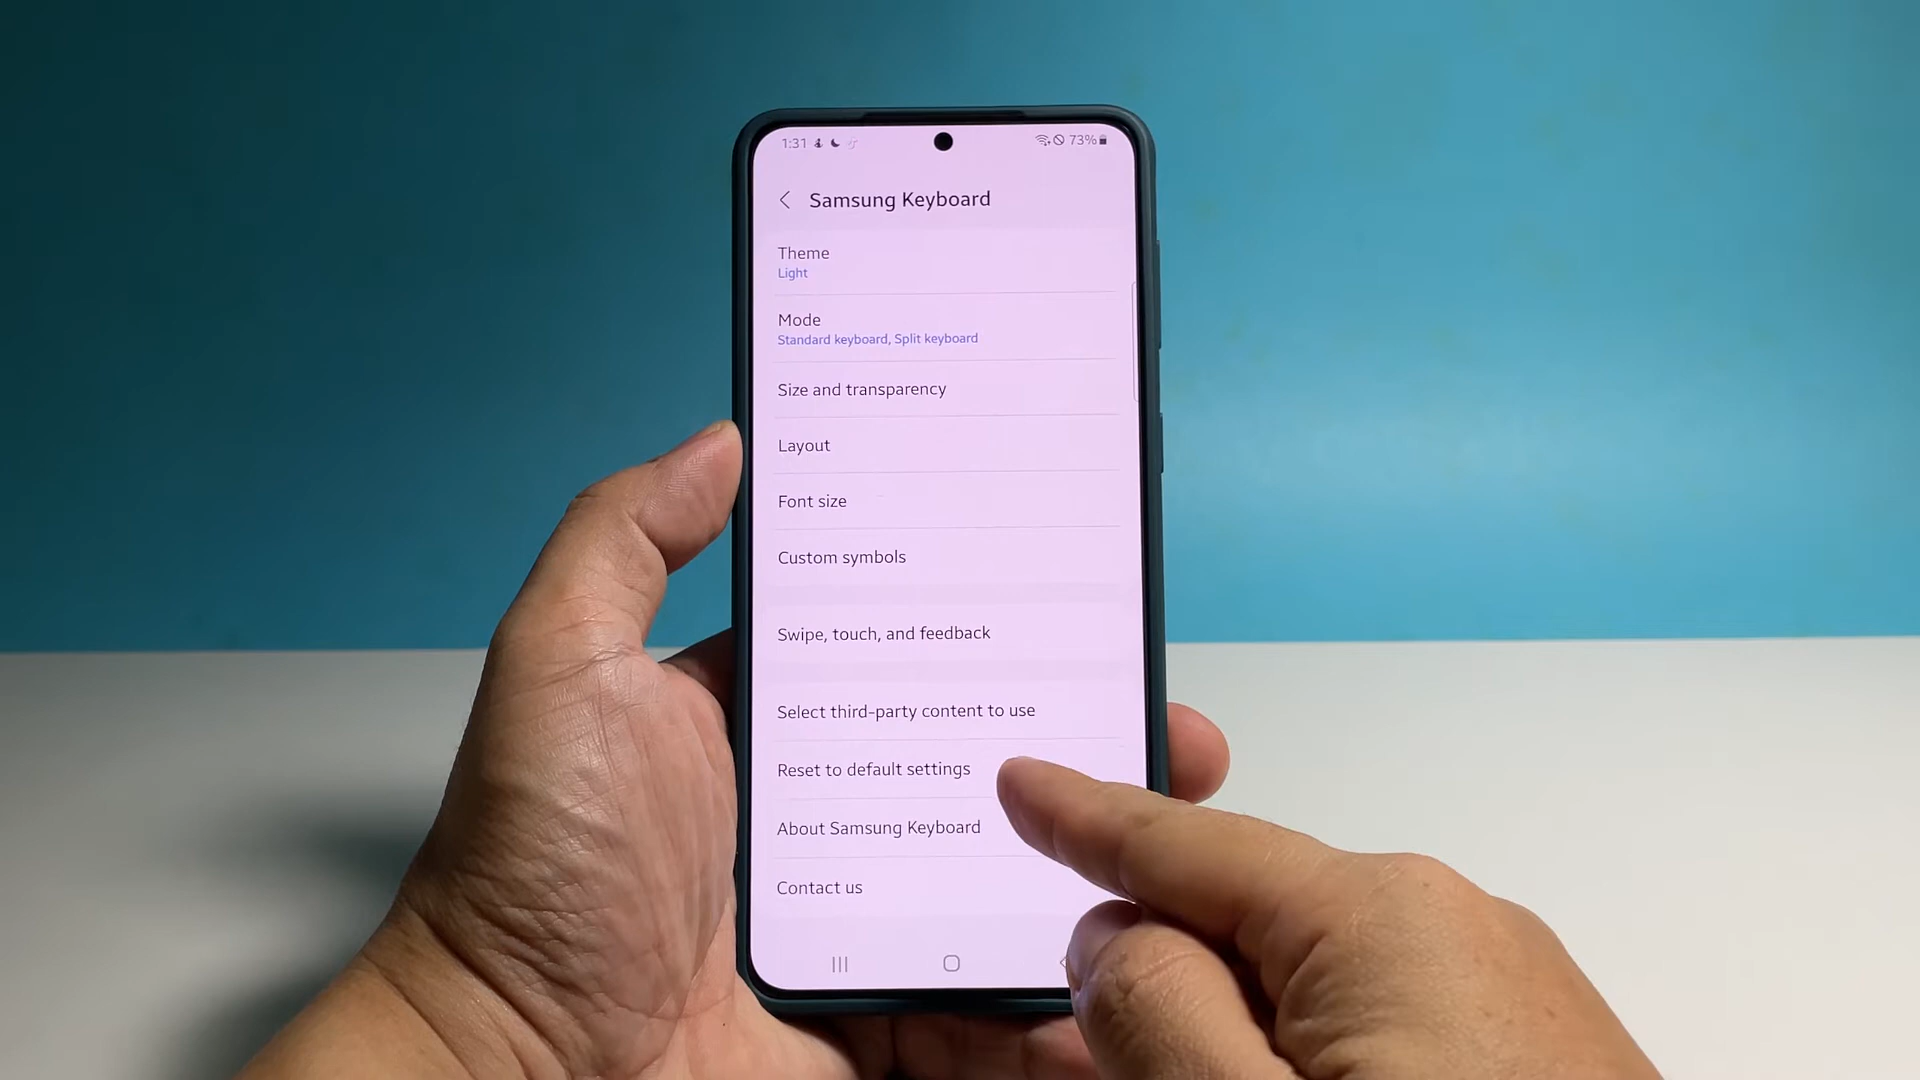 1:31 73%
Samsung Keyboard
Theme
Light
Mode
Standard keyboard, Split keyboard
Size and transparency
Layout
Font size
Custom symbols
Swipe, touch, and feedback
Select third-party content to use
Reset to default settings
About Samsung Keyboard
Contact us